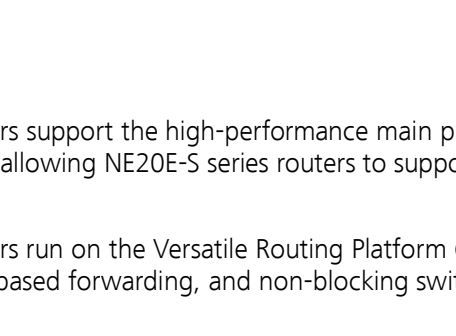 rs support the high-performance main p
allowing NE20E-S series routers to suppo
rs run on the Versatile Routing Platform
based forwarding, and non-blocking swi